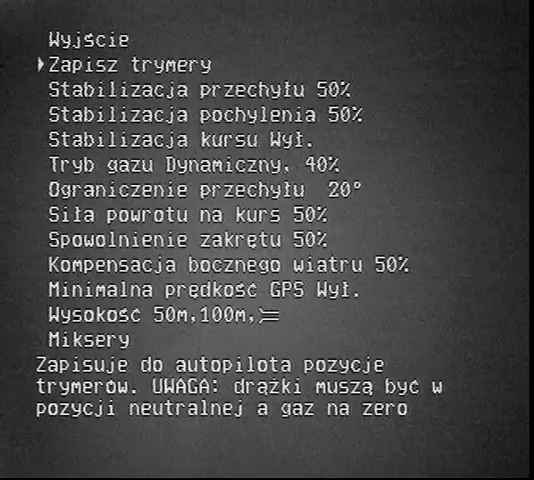 Wyjście
Zapisz trymery
Stabilizacja przechyłu 50%
Stabilizacja pochylenia 50%
Stabilizacja kursu Wył.
Tryb gazu Dynamiczny, 40%
Ograniczenie przechyłu 20°
Siła powrotu na kurs 50%
Spowolnienie zakrętu 50%
Kompensacja bocznego wiatru 50%
Minimalna prędkość GPS Wył.
Wysokość 50m,100m,
Miksery
Zapisuje do autopilota pozycje
trymerów. UWAGA: drążki muszą być w
pozycji neutralnej a gaz na zero